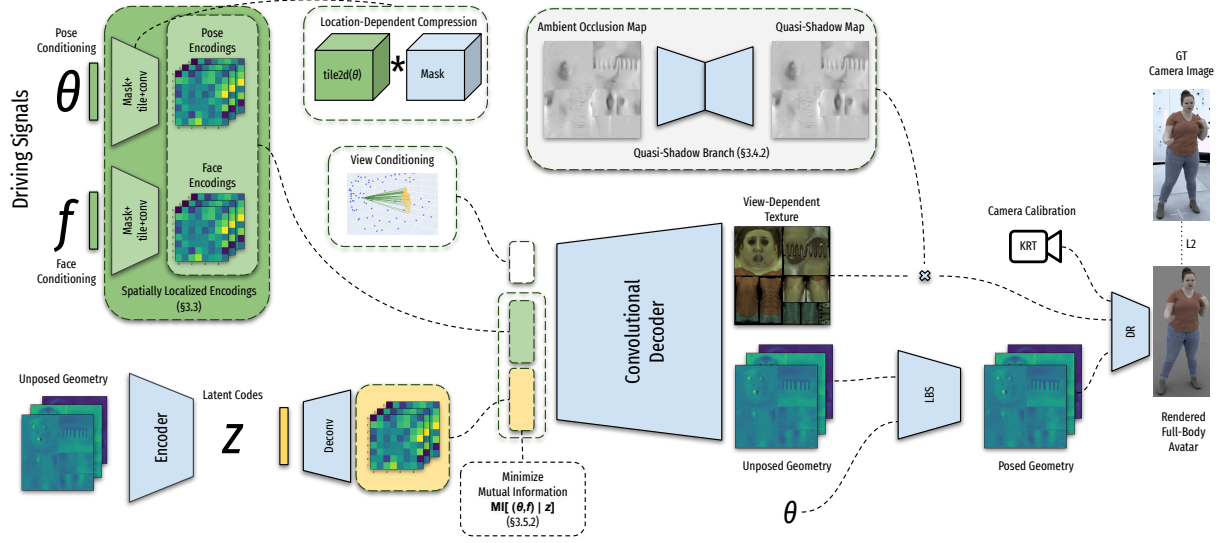 Driving Signals
Pose
Conditioning
θ
Mask+
tile+conv
Pose
Encodings
f
Face
Conditioning
Mask+
tile+conv
Face
Encodings
Spatially Localized Encodings
(§3.3)
Location-Dependent Compression
tile2d(θ)
*
Mask
View Conditioning
Ambient Occlusion Map
Quasi-Shadow Map
Quasi-Shadow Branch (§3.4.2)
Unposed Geometry
Encoder
Latent Codes
z
Deconv
Minimize
Mutual Information
MI[ (θ,f) | z]
(§3.5.2)
Convolutional
Decoder
View-Dependent
Texture
Unposed Geometry
θ
LBS
Posed Geometry
Camera Calibration
KRT
DR
GT
Camera Image
L2
Rendered
Full-Body
Avatar